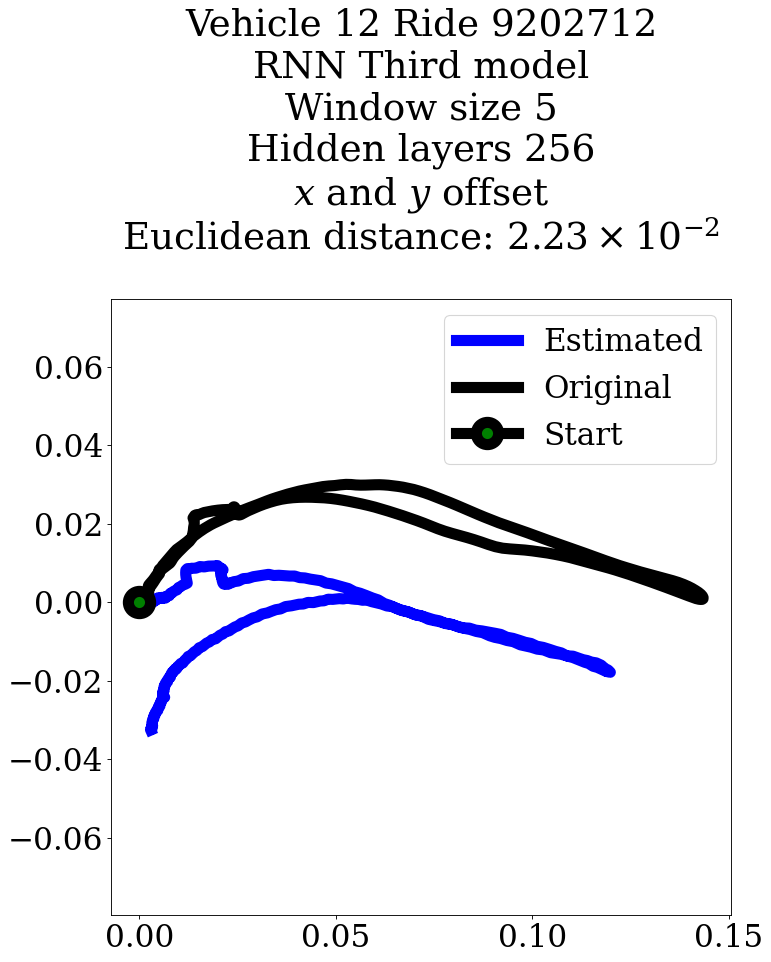 Vehicle 12 Ride 9202712
RNN Third model
Window size 5
Hidden layers 256
x and y offset
Euclidean distance: 2.23 × 10⁻²
Estimated
Original
Start
0.06
0.04
0.02
0.00
−0.02
−0.04
−0.06
0.00 0.05 0.10 0.15